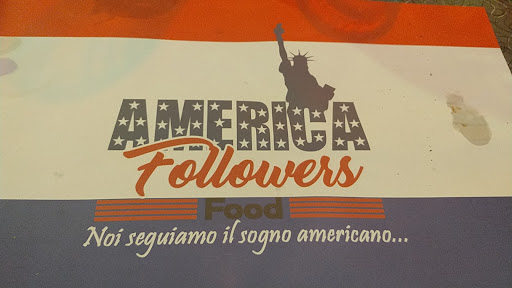 AMERICA
Followers
Food
Noi seguiamo il sogno americano...